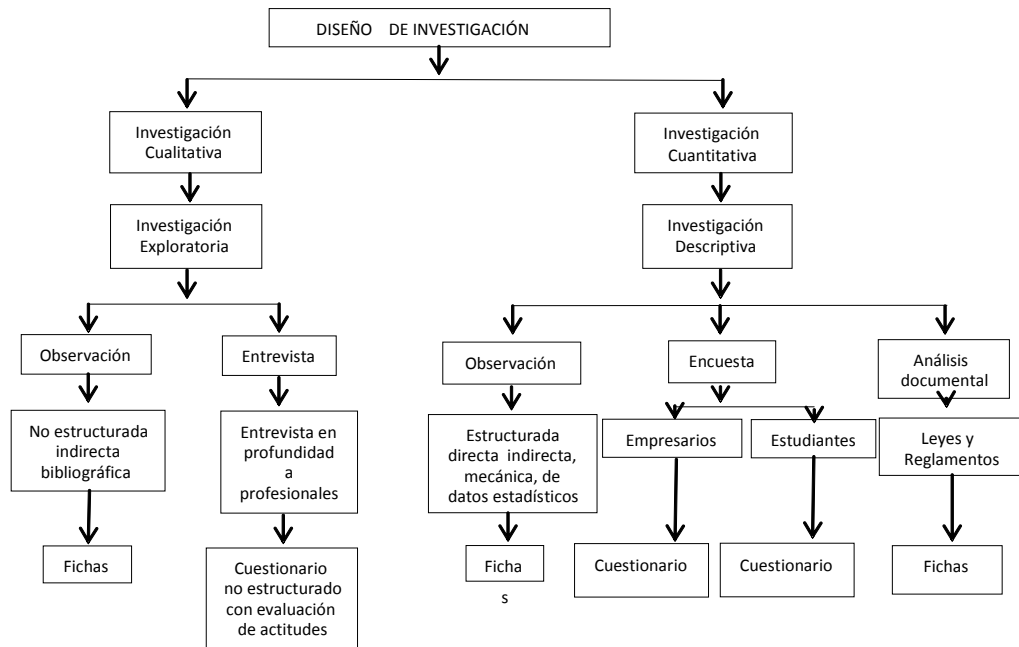 DISEÑO DE INVESTIGACIÓN
Investigación
Cualitativa
Investigación
Cuantitativa
Investigación
Exploratoria
Investigación
Descriptiva
Observación
Entrevista
Observación
Encuesta
Análisis
documental
No estructurada
indirecta
bibliográfica
Entrevista en
profundidad
a
profesionales
Estructurada
directa indirecta,
mecánica, de
datos estadísticos
Empresarios
Estudiantes
Leyes y
Reglamentos
Fichas
Cuestionario
no estructurado
con evaluación
de actitudes
Ficha
s
Cuestionario
Cuestionario
Fichas